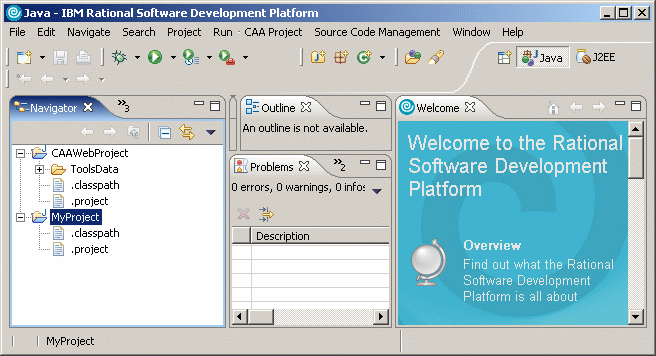 Java - IBM Rational Software Development Platform
File Edit Navigate Search Project Run CAA Project Source Code Management Window Help
Java J2EE
Navigator 3
Outline
Welcome
An outline is not available.
CAAWebProject
ToolsData
.classpath
.project
MyProject
.classpath
.project
Problems 2
0 errors, 0 warnings, 0 infos
Description
Welcome to the Rational
Software Development
Platform
Overview
Find out what the Rational
Software Development
Platform is all about
MyProject